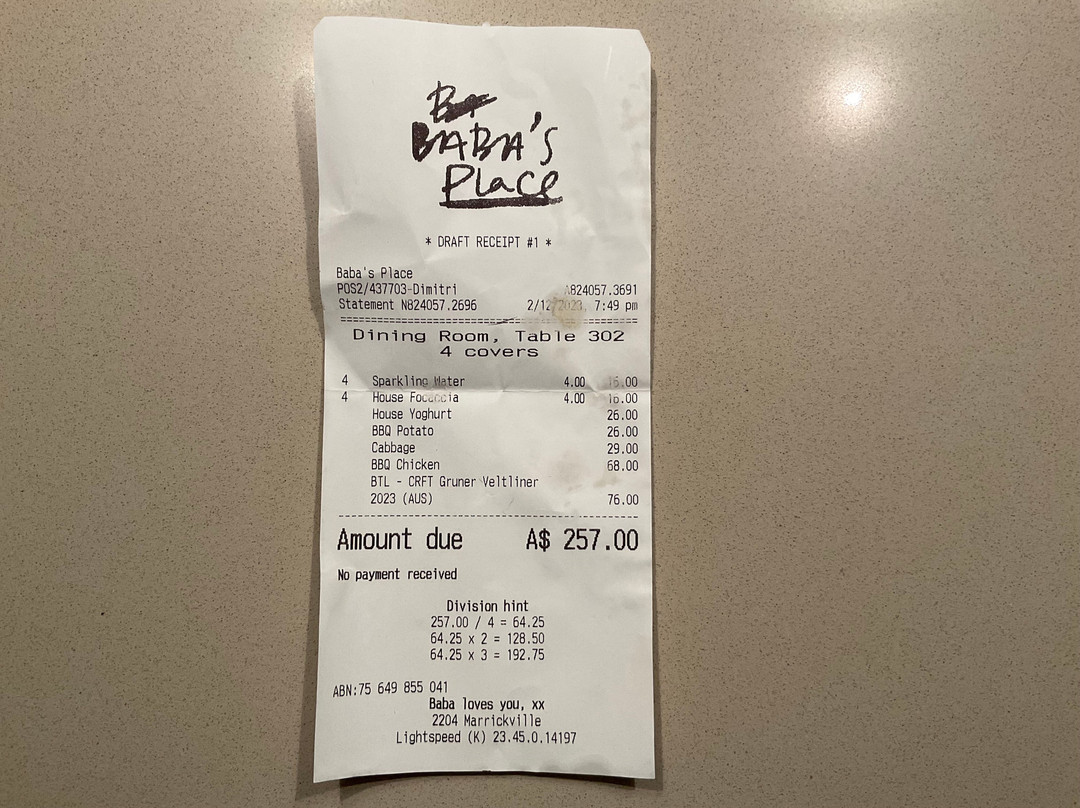 Ba
BABA'S
Place
* DRAFT RECEIPT #1 *
Baba's Place
POS2/437703-Dimitri A824057.3691
Statement N824057.2696 2/12/2023, 7:49 pm
Dining Room, Table 302
4 covers
4 Sparkling Water 4.00 16.00
4 House Focaccia 4.00 16.00
House Yoghurt 26.00
BBQ Potato 26.00
Cabbage 29.00
BBQ Chicken 68.00
BTL - CRFT Gruner Veltliner
2023 (AUS) 76.00
Amount due A$ 257.00
No payment received
Division hint
257.00 / 4 = 64.25
64.25 x 2 = 128.50
64.25 x 3 = 192.75
ABN:75 649 855 041
Baba loves you, xx
2204 Marrickville
Lightspeed (K) 23.45.0.14197